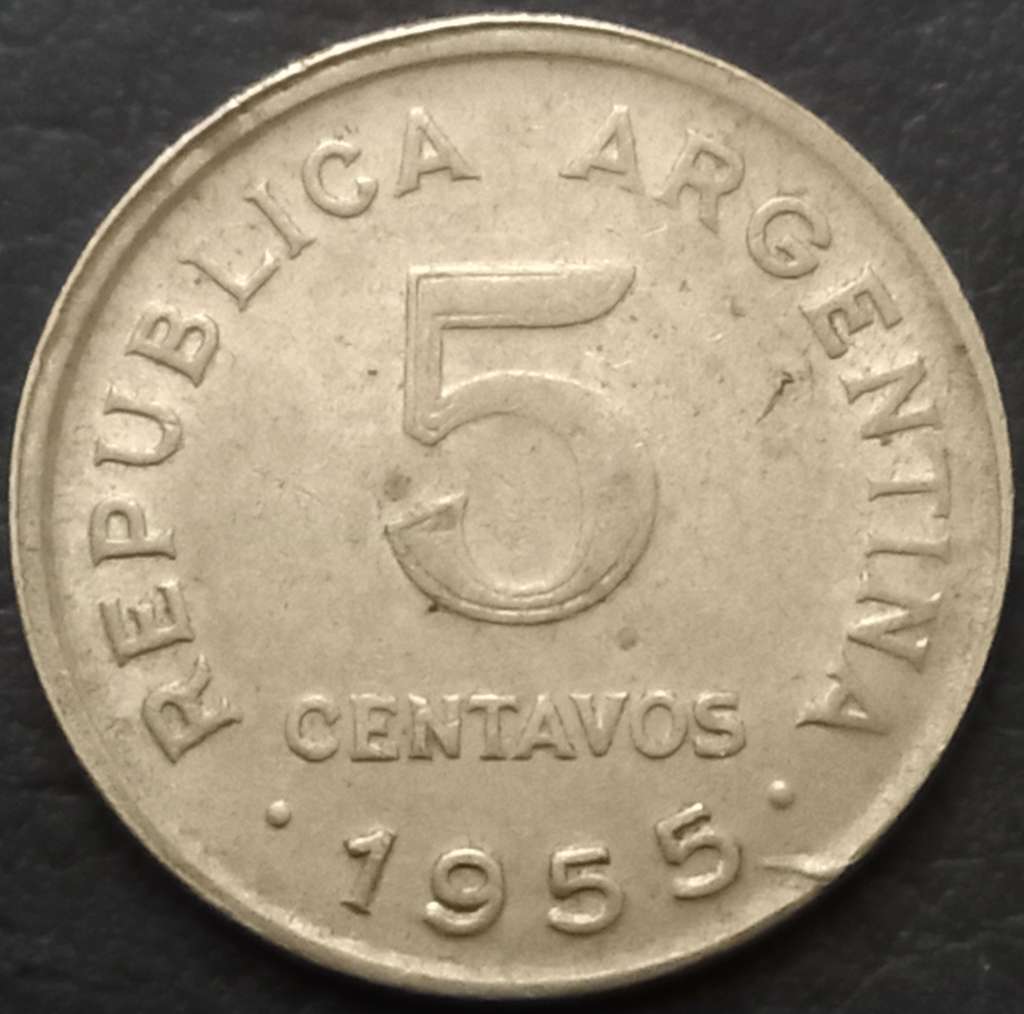 REPUBLICA ARGENTINA
5
CENTAVOS
• 1955 •